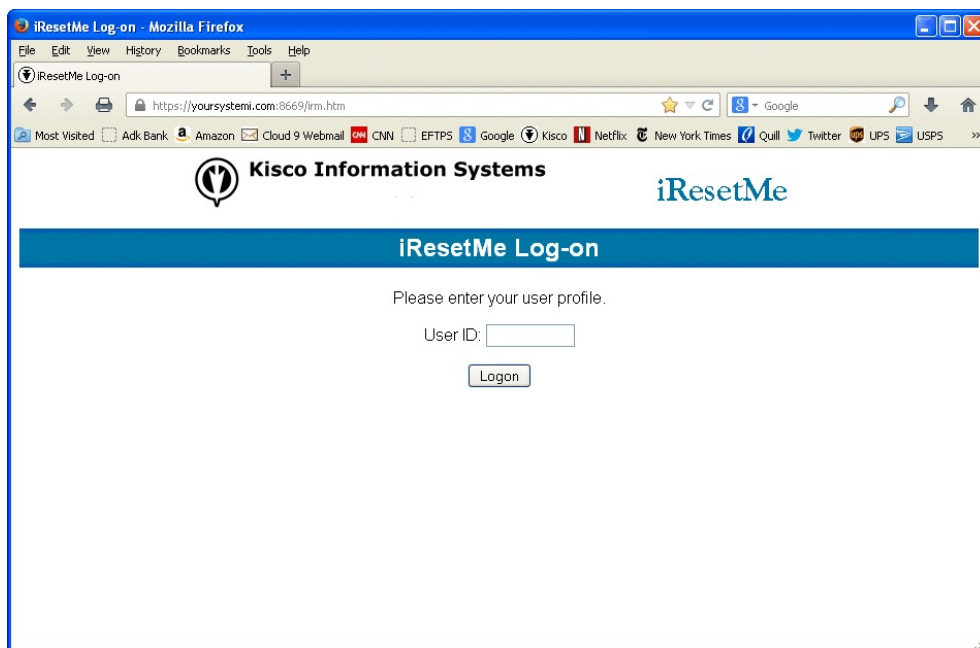 iResetMe Log-on - Mozilla Firefox
File Edit View History Bookmarks Tools Help
iResetMe Log-on +
https://yoursystemi.com:8669/irm.htm Google
Most Visited Adk Bank Amazon Cloud 9 Webmail CNN EFTPS Google Kisco Netflix New York Times Quill Twitter UPS USPS »
Kisco Information Systems iResetMe
iResetMe Log-on
Please enter your user profile.
User ID:
Logon